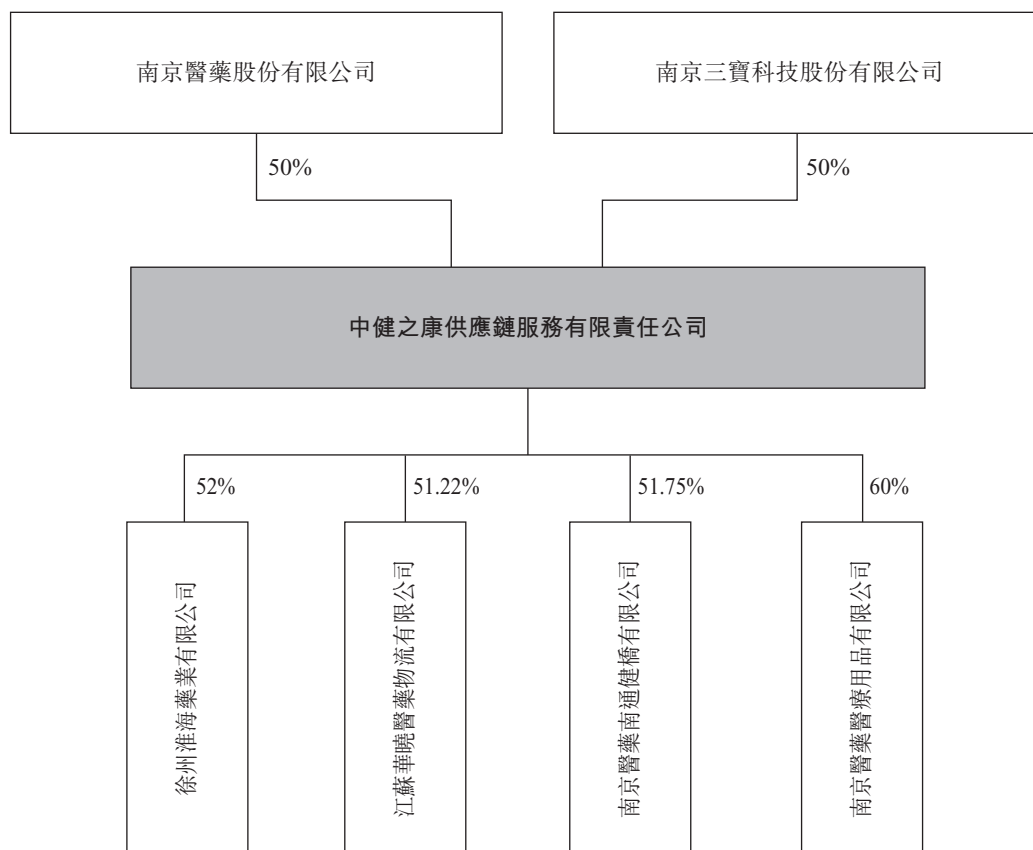 南京醫藥股份有限公司
南京三寶科技股份有限公司
50%
50%
中健之康供應鏈服務有限責任公司
52%
51.22%
51.75%
60%
徐州淮海藥業有限公司
江蘇華曉醫藥物流有限公司
南京醫藥南通健橋有限公司
南京醫藥醫療用品有限公司